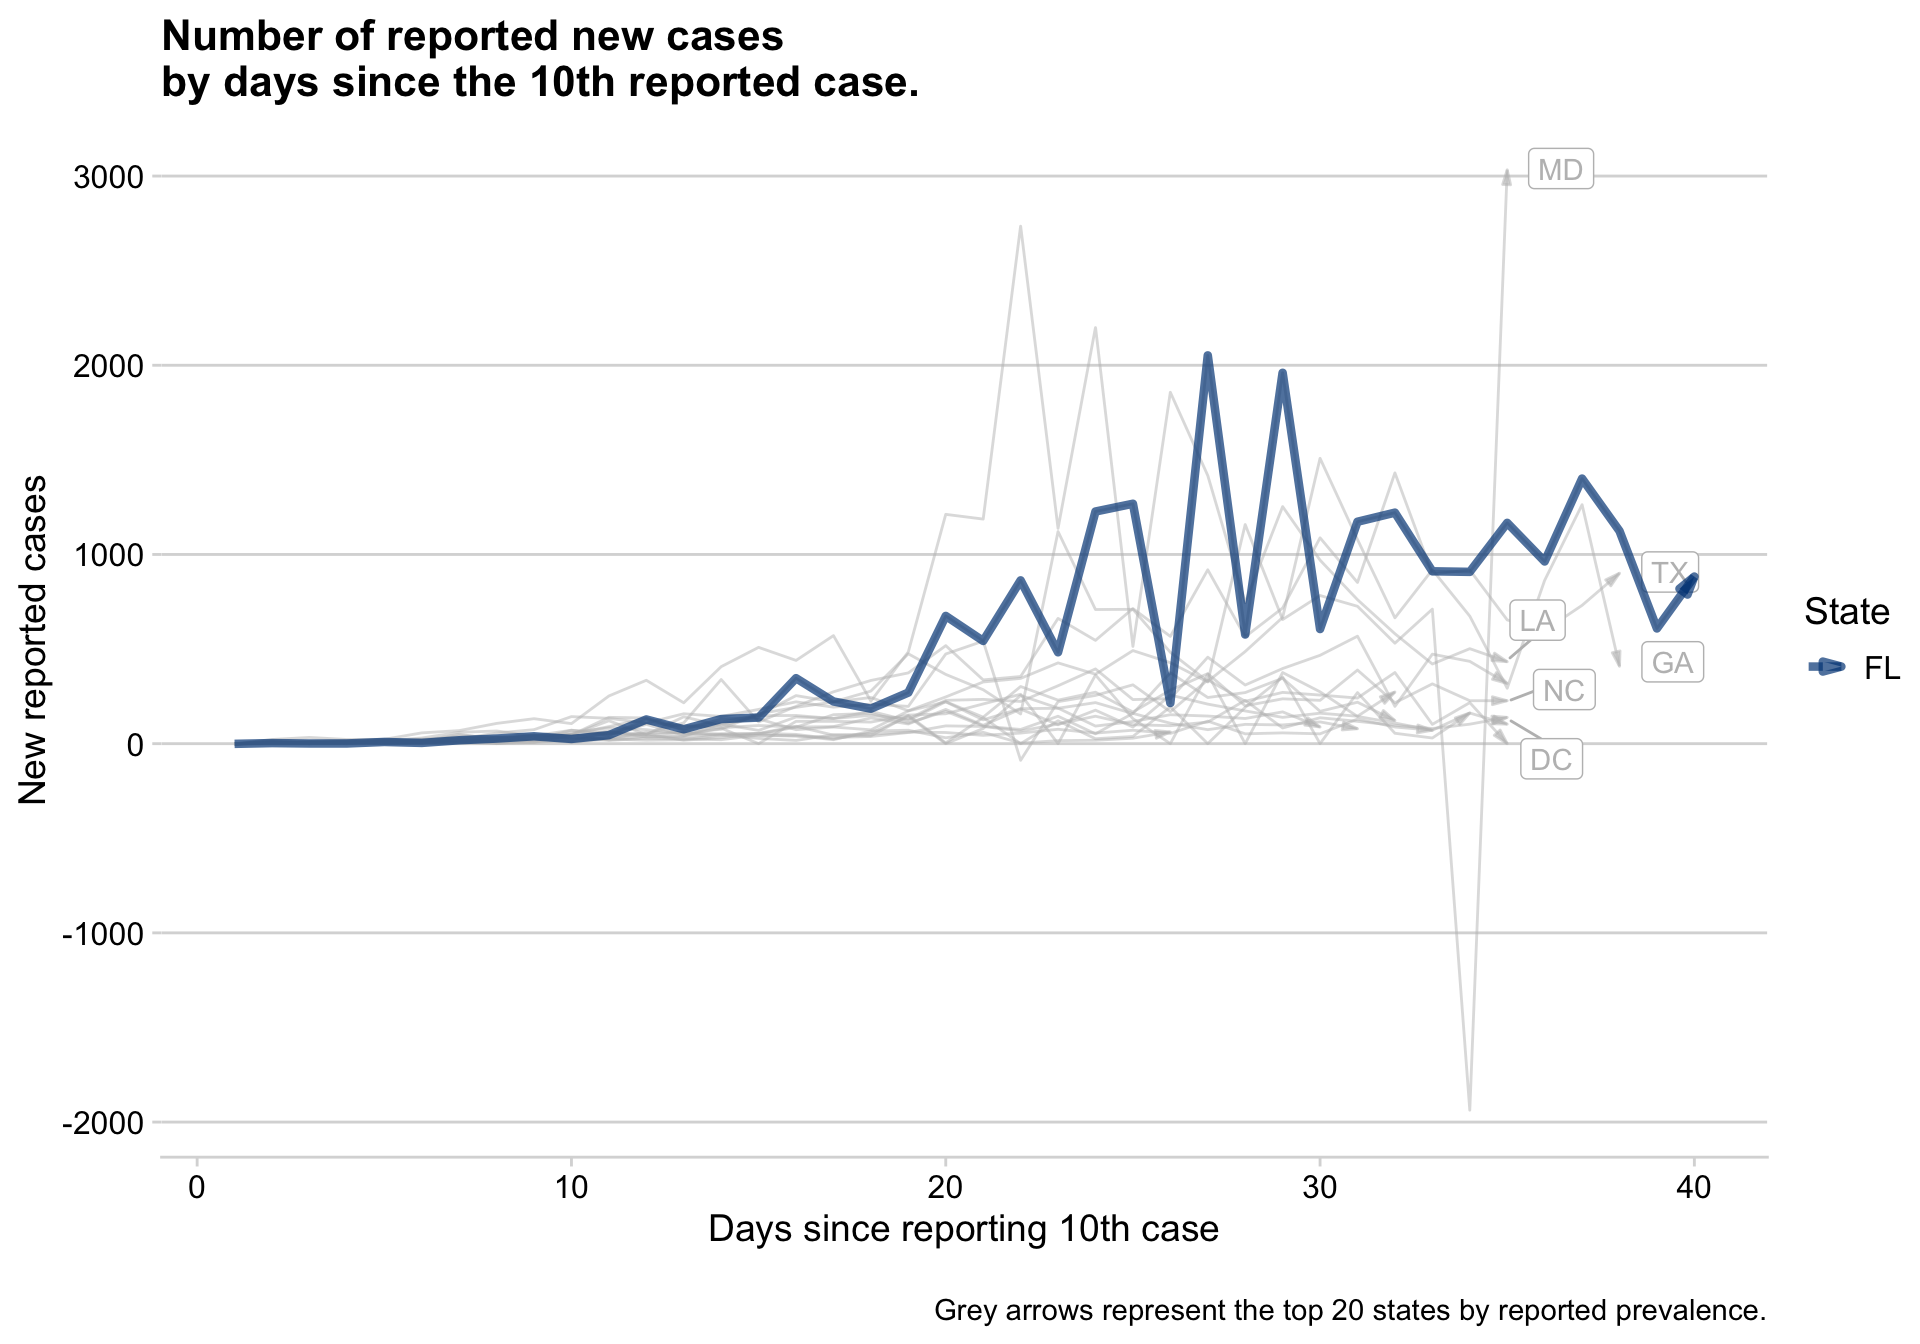 Number of reported new cases
by days since the 10th reported case.
New reported cases
3000
2000
1000
0
-1000
-2000
MD
TX
LA
GA
NC
DC
State
FL
0
10
20
30
40
Days since reporting 10th case
Grey arrows represent the top 20 states by reported prevalence.